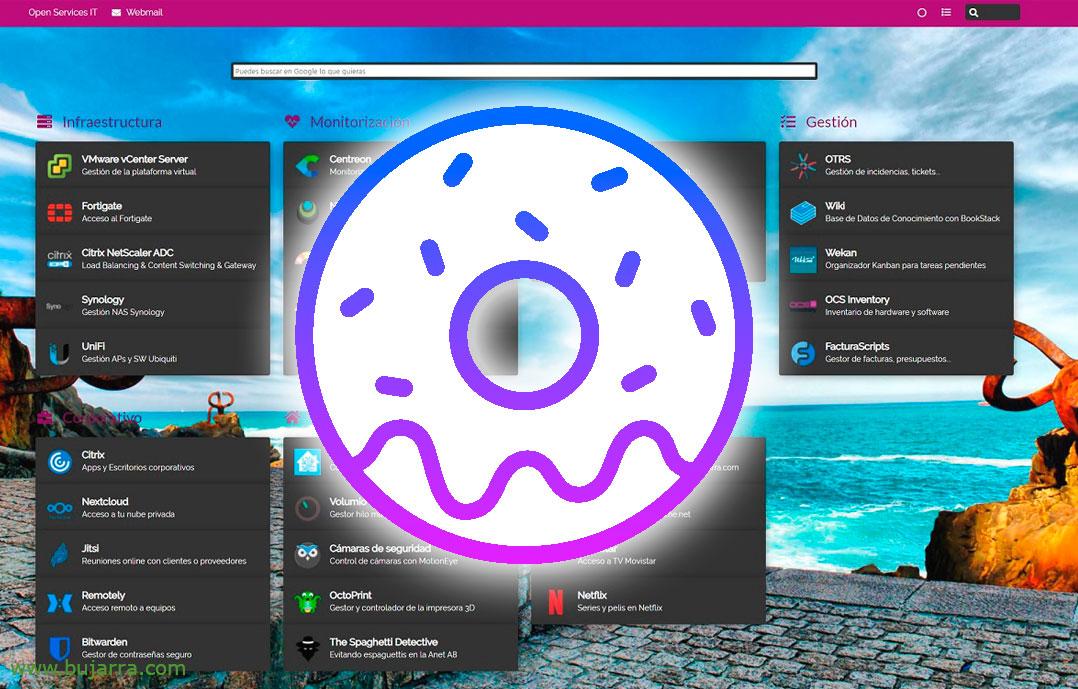 Open Services IT
Webmail
Puedes buscar en Google lo que quieras
Infraestructura
VMware vCenter Server
Gestión de la plataforma virtual
Fortigate
Acceso al Fortigate
Citrix NetScaler ADC
Load Balancing & Content Switching & Gateway
Synology
Gestión NAS Synology
UniFi
Gestión APs y SW Ubiquiti
Monitorización
Centreon
Gestión
OTRS
Gestión de incidencias, tickets...
Wiki
Base de Datos de Conocimiento con BookStack
Wekan
Organizador Kanban para tareas pendientes
OCS Inventory
Inventario de hardware y software
FacturaScripts
Gestor de facturas, presupuestos...
Corporativo
Citrix
Apps y Escritorios corporativos
Nextcloud
Acceso a tu nube privada
Jitsi
Reuniones online con clientes o proveedores
Remotely
Acceso remoto a equipos
Bitwarden
Gestor de contraseñas seguro
Volumio
Gestor hilo
Cámaras de seguridad
Control de cámaras con MotionEye
OctoPrint
Gestor y controlador de la impresora 3D
The Spaghetti Detective
Evitando espaguettis en la Anet A8
Acceso a TV Movistar
Netflix
Series y pelis en Netflix
www.bujarra.com